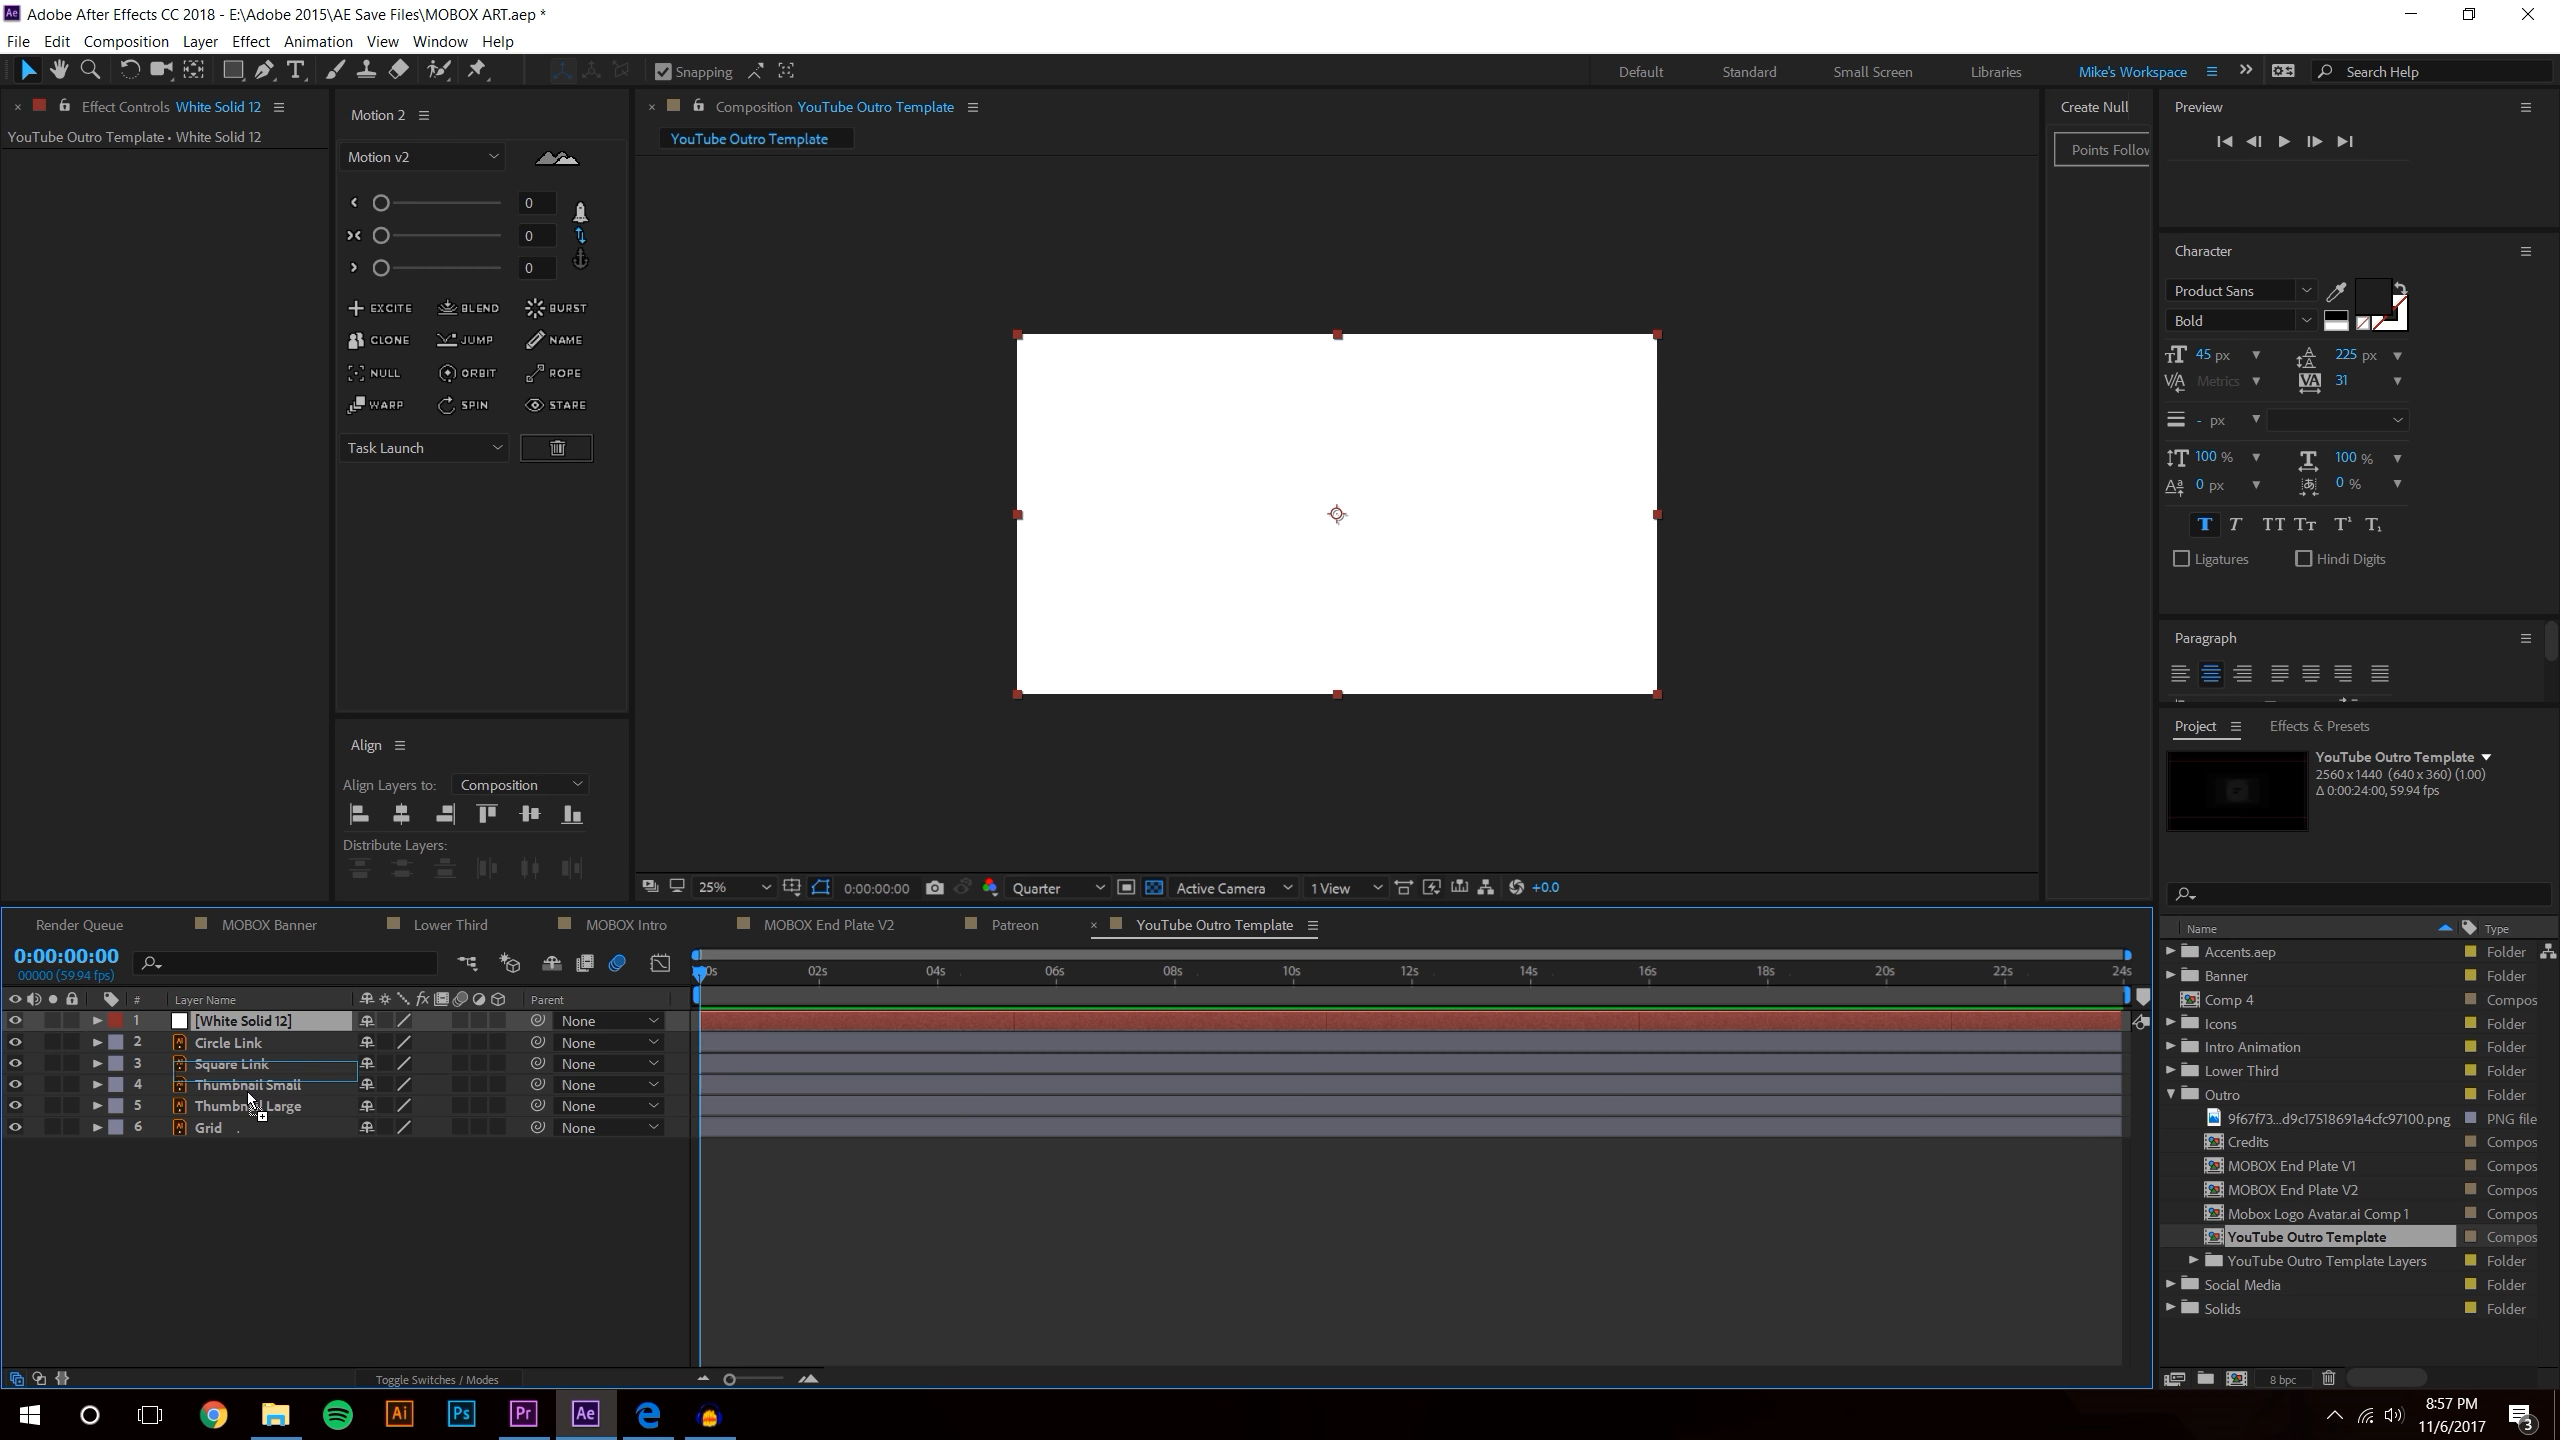 Adobe After Effects CC 2018 - E:\Adobe 2015\AE Save Files\MOBOX ART.aep *
File Edit Composition Layer Effect Animation View Window Help
Snapping
Default Standard Small Screen Libraries Mike's Workspace Search Help
Effect Controls White Solid 12
YouTube Outro Template • White Solid 12
Motion 2
Motion v2
0
0
0
EXCITE BLEND BURST
CLONE JUMP NAME
NULL ORBIT ROPE
WARP SPIN STARE
Task Launch
Align
Align Layers to: Composition
Distribute Layers:
Composition YouTube Outro Template
YouTube Outro Template
25% 0:00:00:00 Quarter Active Camera 1 View +0.0
Create Null
Points Follow
Preview
Character
Product Sans
Bold
45 px 225 px
Metrics 31
- px
100 % 100 %
0 px 0 %
Ligatures Hindi Digits
Paragraph
Project Effects & Presets
YouTube Outro Template
2560 x 1440 (640 x 360) (1.00)
Δ 0:00:24:00, 59.94 fps
Name Type
Accents.aep Folder
Banner Folder
Comp 4 Compos
Icons Folder
Intro Animation Folder
Lower Third Folder
Outro Folder
9f67f73...d9c17518691a4cfc97100.png PNG file
Credits Compos
MOBOX End Plate V1 Compos
MOBOX End Plate V2 Compos
Mobox Logo Avatar.ai Comp 1 Compos
YouTube Outro Template Compos
YouTube Outro Template Layers Folder
Social Media Folder
Solids Folder
8 bpc
Render Queue MOBOX Banner Lower Third MOBOX Intro MOBOX End Plate V2 Patreon YouTube Outro Template
0:00:00:00
00000 (59.94 fps)
0s 02s 04s 06s 08s 10s 12s 14s 16s 18s 20s 22s 24s
# Layer Name Parent
1 [White Solid 12] None
2 Circle Link None
3 Square Link None
4 Thumbnail Small None
5 Thumbnail Large None
6 Grid None
Toggle Switches / Modes
Ai Ps Pr Ae
8:57 PM
11/6/2017
3